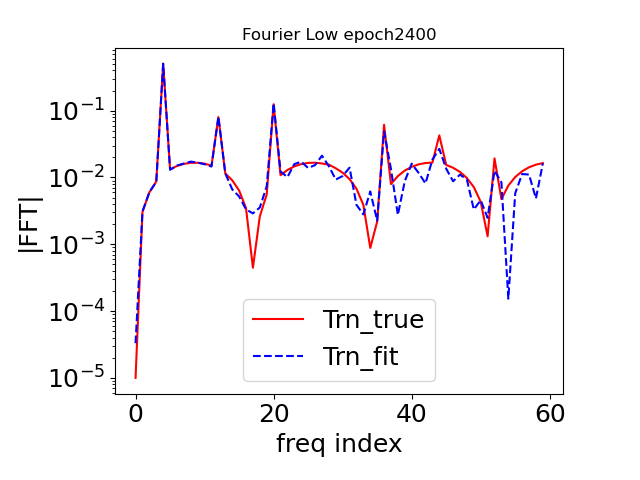 Fourier Low epoch2400
|FFT|
10⁻¹
10⁻²
10⁻³
10⁻⁴
10⁻⁵
Trn_true
Trn_fit
0 20 40 60
freq index